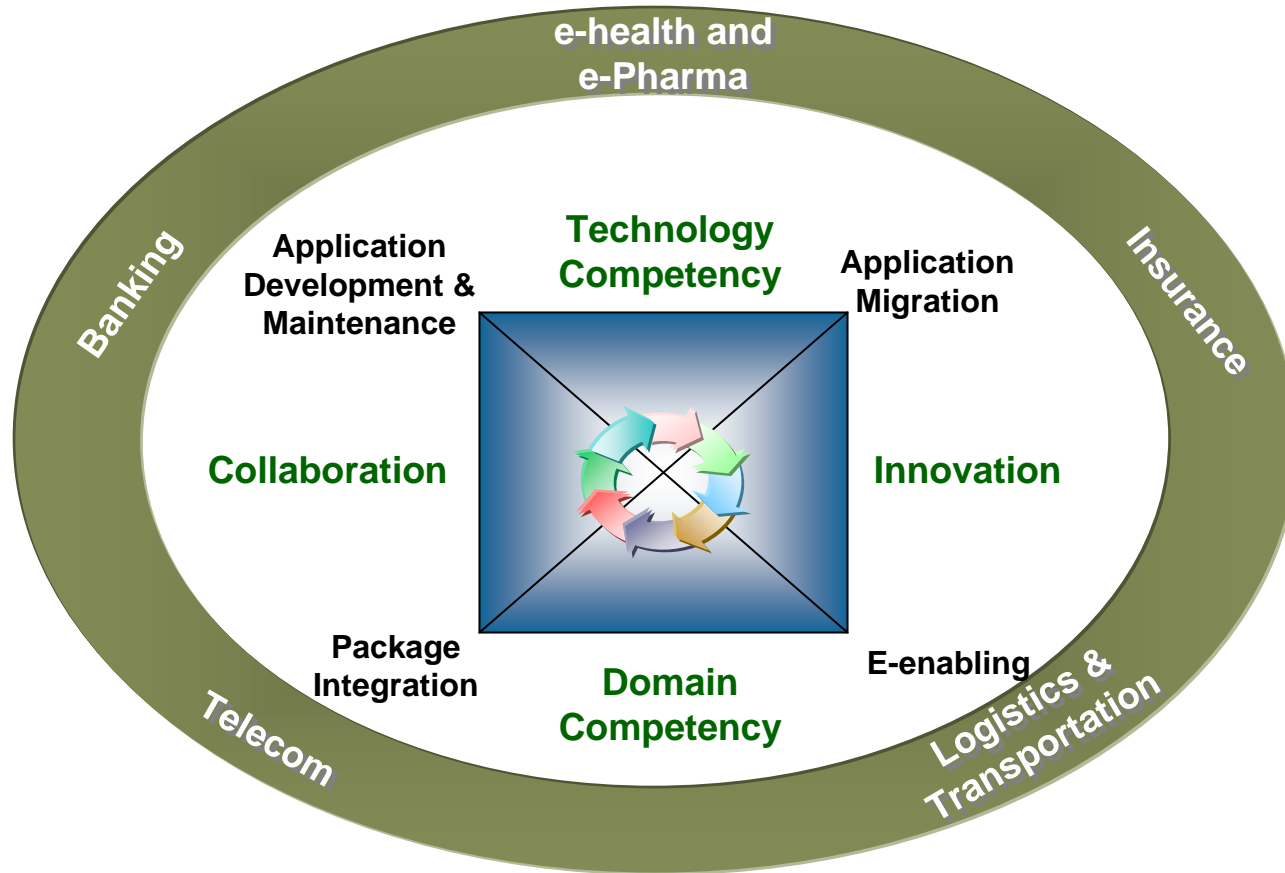 e-health and
e-Pharma
Banking
Insurance
Application
Development &
Maintenance
Technology
Competency
Application
Migration
Collaboration
Innovation
Package
Integration
Domain
Competency
E-enabling
Telecom
Logistics &
Transportation